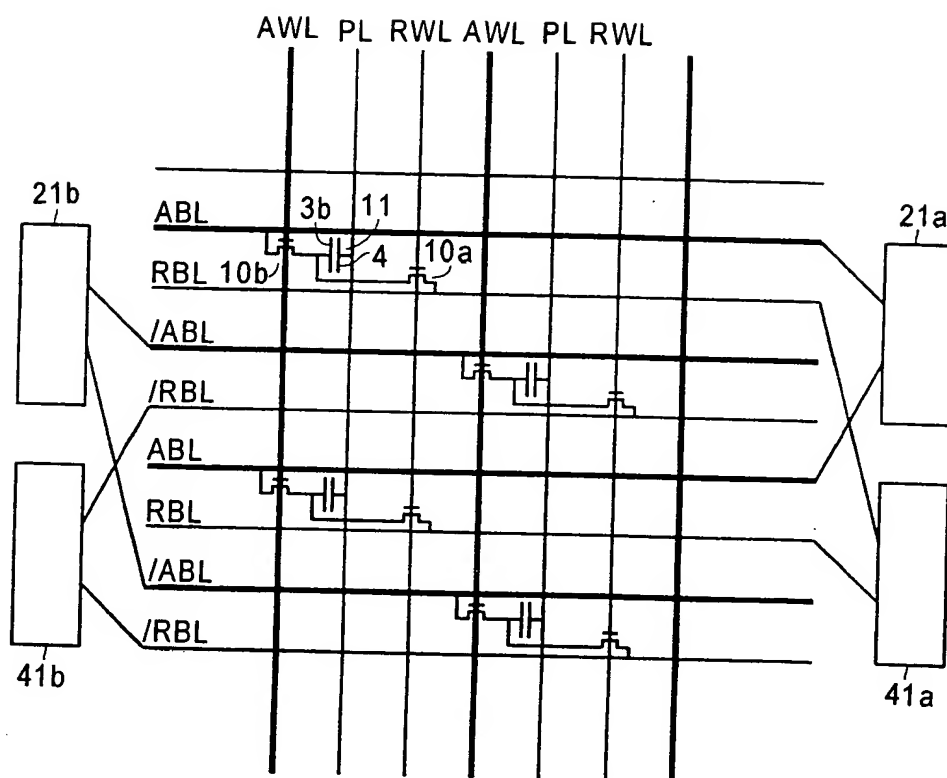 AWL PL RWL AWL PL RWL
21b
ABL
3b 11
21a
4
10a
RBL 10b
/ABL
/RBL
ABL
RBL
/ABL
/RBL
41b
41a